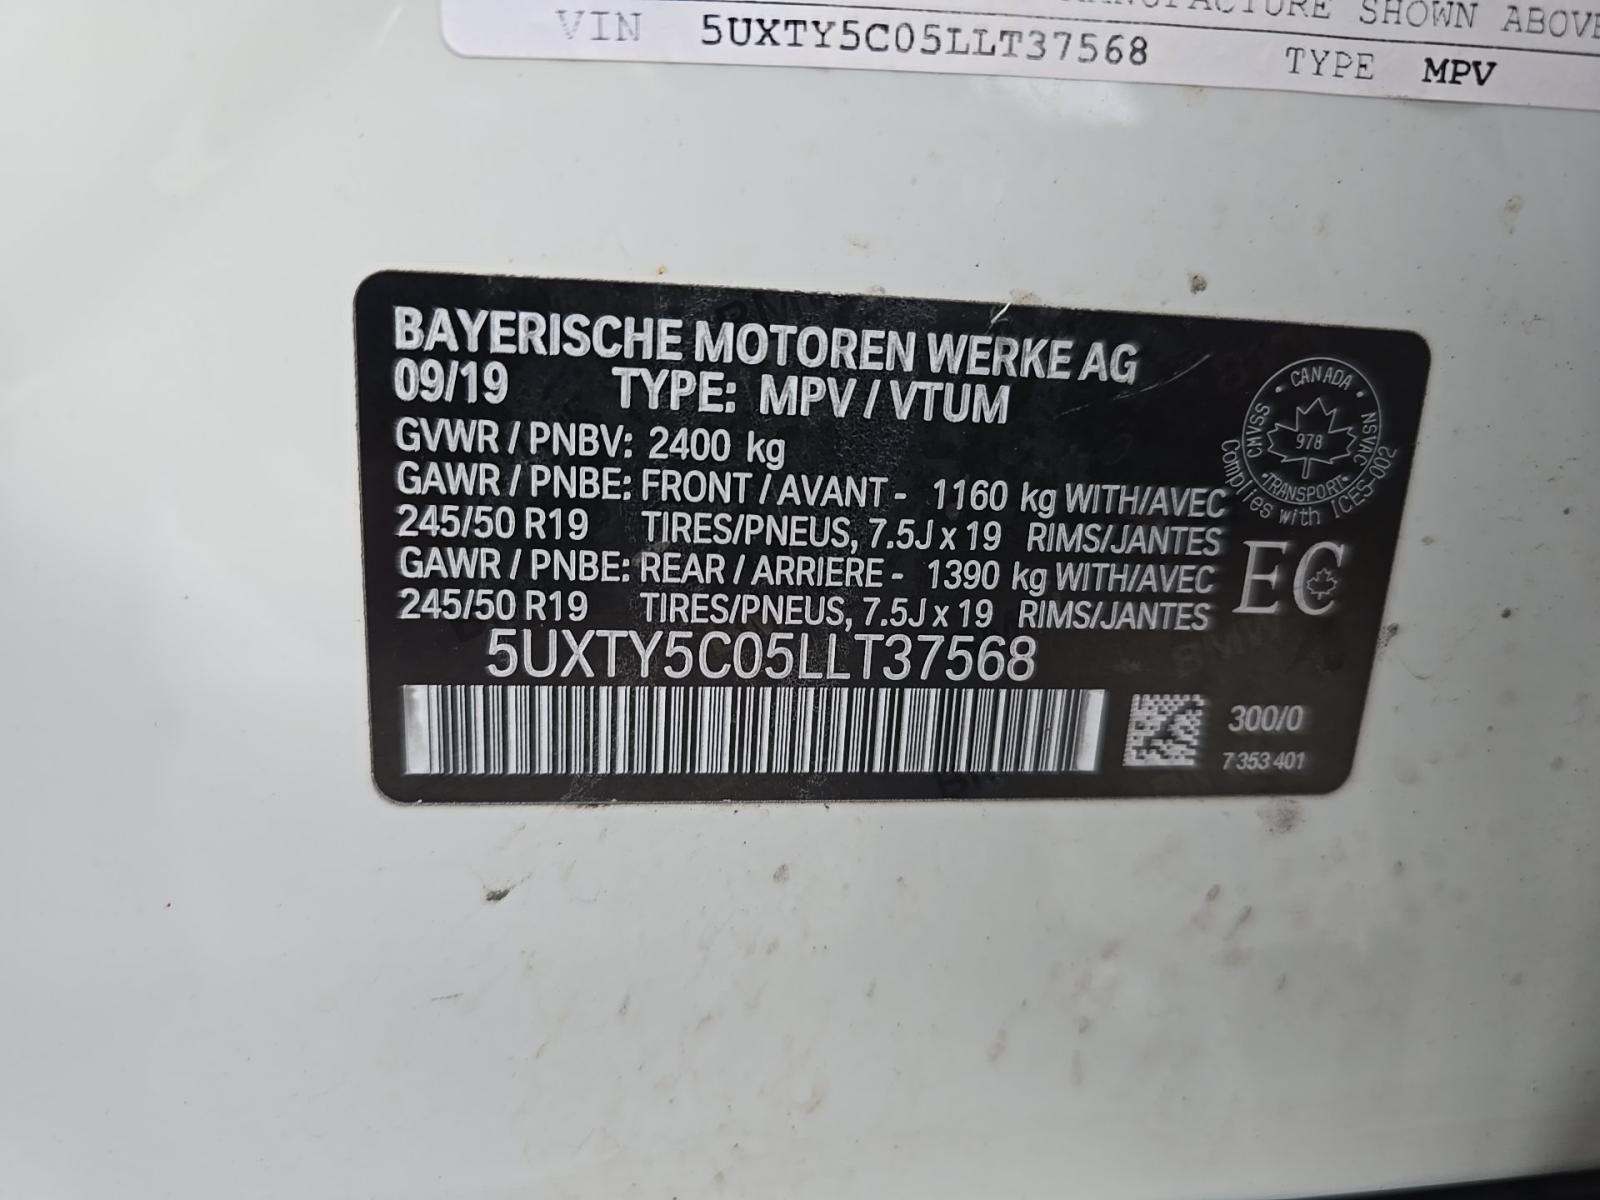 MANUFACTURE SHOWN ABOVE
VIN 5UXTY5C05LLT37568 TYPE MPV
BAYERISCHE MOTOREN WERKE AG
09/19 TYPE: MPV / VTUM
GVWR / PNBV: 2400 kg
GAWR / PNBE: FRONT / AVANT - 1160 kg WITH/AVEC
245/50 R19 TIRES/PNEUS, 7.5J x 19 RIMS/JANTES
GAWR / PNBE: REAR / ARRIERE - 1390 kg WITH/AVEC
245/50 R19 TIRES/PNEUS, 7.5J x 19 RIMS/JANTES
5UXTY5C05LLT37568
CANADA
CMVSS
NSVAC
978
TRANSPORT
Complies with ICES-002
EC
300/0
7 353 401